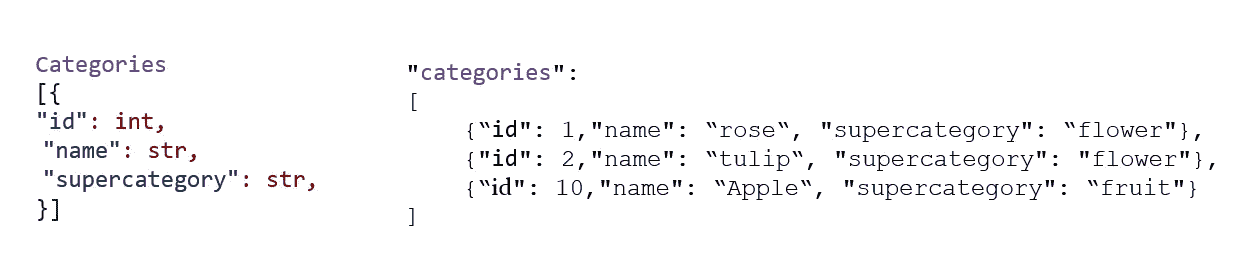 Categories
[{
"id": int,
"name": str,
"supercategory": str,
}]
"categories":
[
{“id": 1,"name": “rose“, "supercategory": “flower"},
{"id": 2,"name": “tulip“, "supercategory": "flower"},
{“id": 10,"name": “Apple“, "supercategory": “fruit"}
]